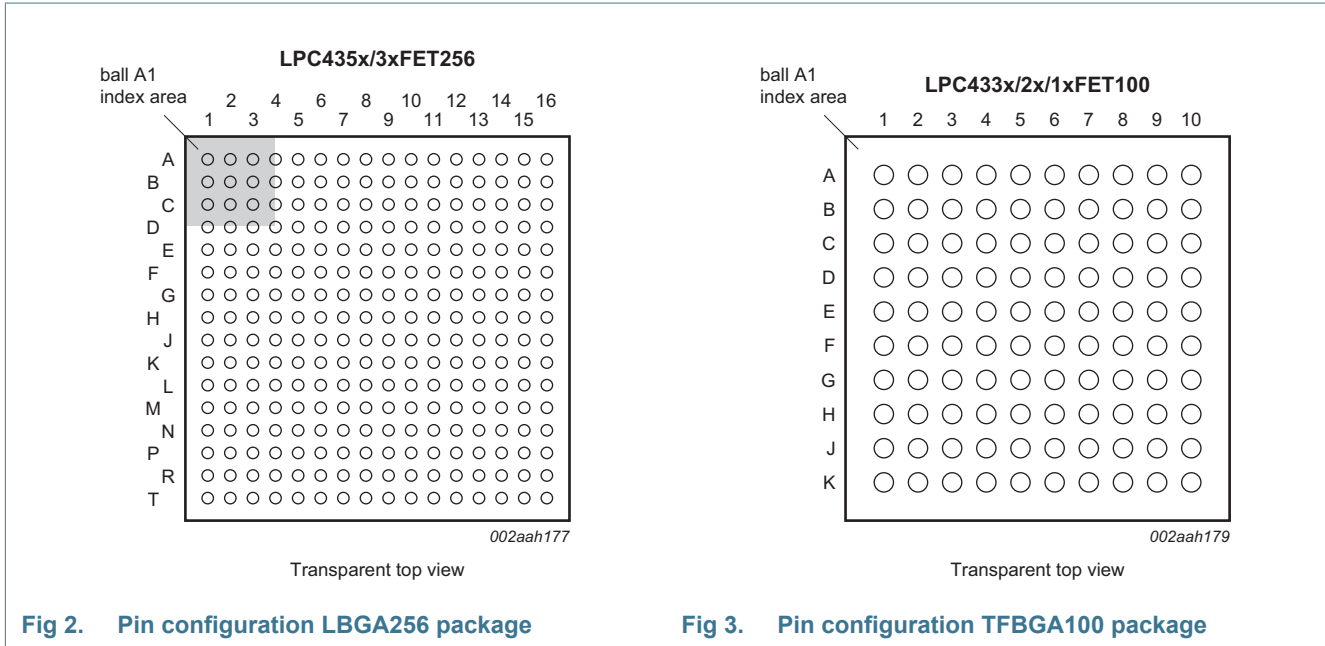 LPC435x/3xFET256
ball A1
index area
2 4 6 8 10 12 14 16
1 3 5 7 9 11 13 15
A
B
C
D
E
F
G
H
J
K
L
M
N
P
R
T
002aah177
Transparent top view
Fig 2. Pin configuration LBGA256 package
LPC433x/2x/1xFET100
ball A1
index area
1 2 3 4 5 6 7 8 9 10
A
B
C
D
E
F
G
H
J
K
002aah179
Transparent top view
Fig 3. Pin configuration TFBGA100 package